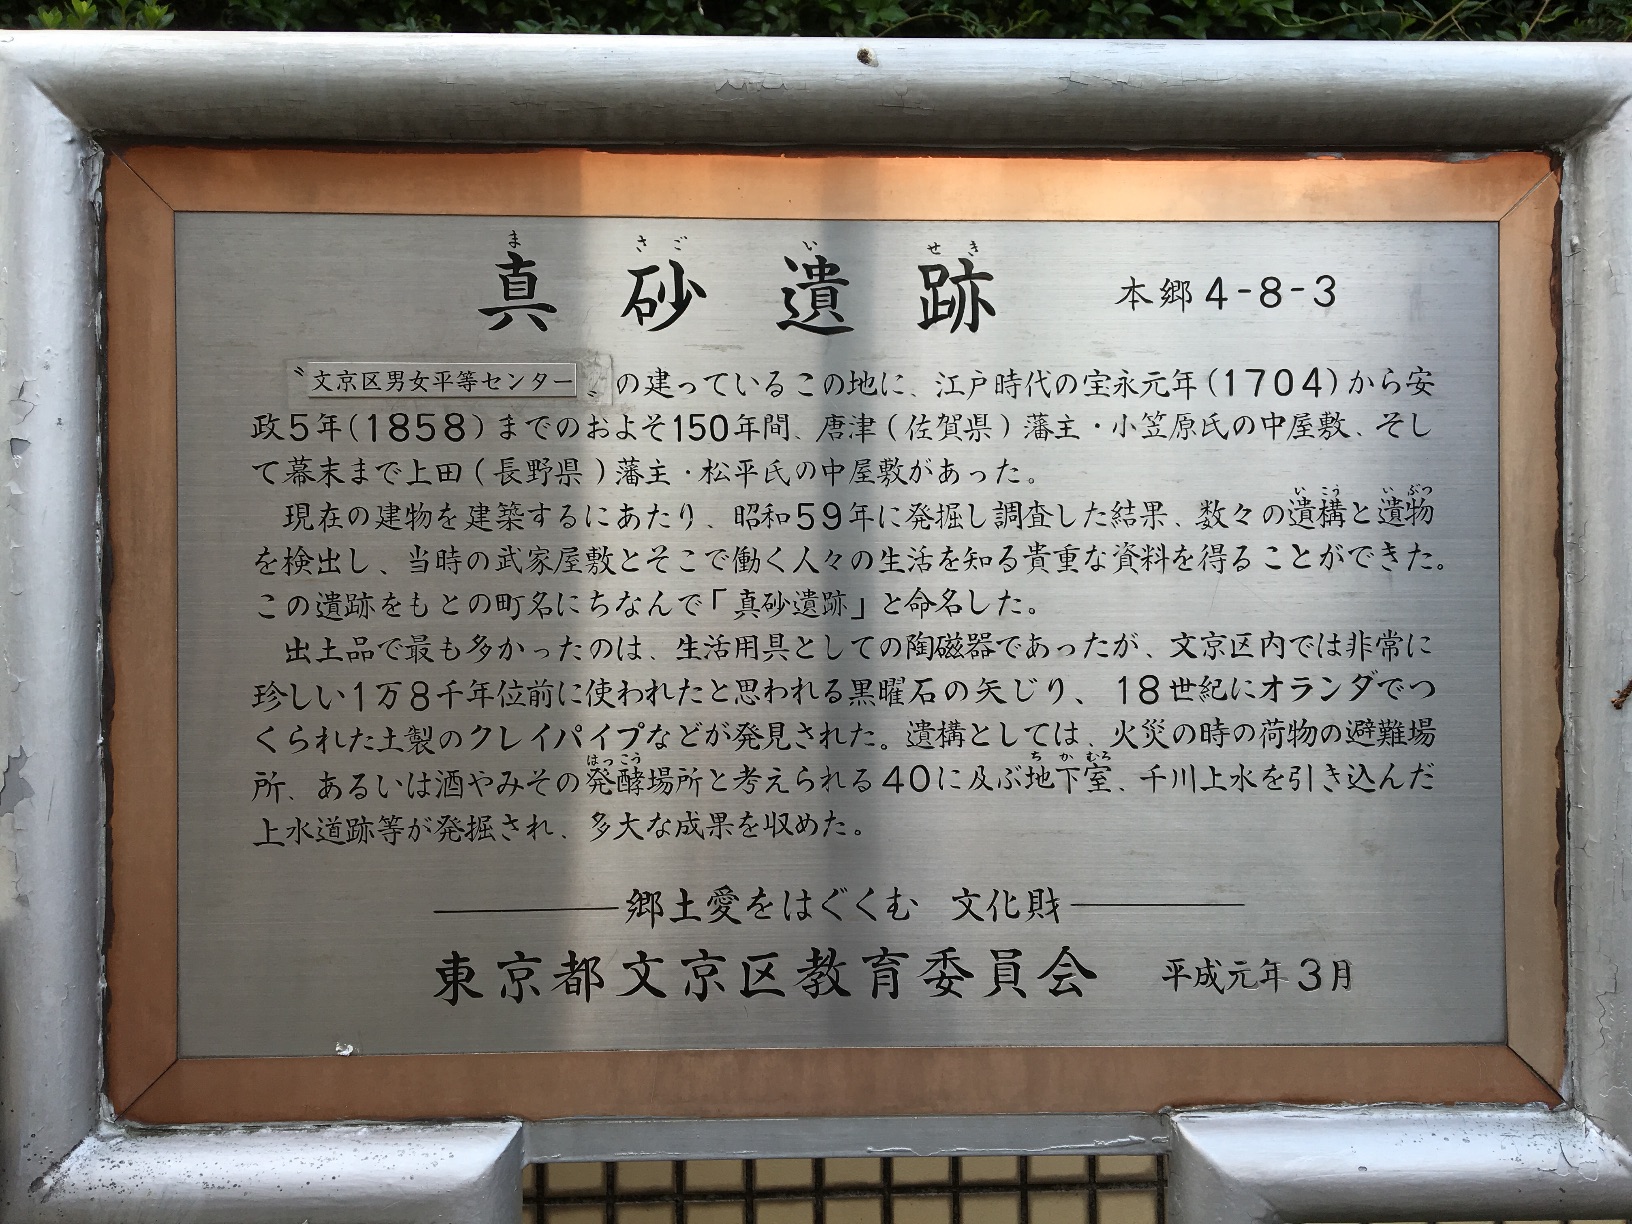 真砂遺跡 本郷4-8-3
〝文京区男女平等センター〟の建っているこの地に、江戸時代の宝永元年(1704)から安
政5年(1858)までのおよそ150年間、唐津(佐賀県)藩主・小笠原氏の中屋敷、そし
て幕末まで上田(長野県)藩主・松平氏の中屋敷があった。
現在の建物を建築するにあたり、昭和59年に発掘し調査した結果、数々の遺構と遺物
を検出し、当時の武家屋敷とそこで働く人々の生活を知る貴重な資料を得ることができた。
この遺跡をもとの町名にちなんで「真砂遺跡」と命名した。
出土品で最も多かったのは、生活用具としての陶磁器であったが、文京区内では非常に
珍しい1万8千年位前に使われたと思われる黒曜石の矢じり、18世紀にオランダでつ
くられた土製のクレイパイプなどが発見された。遺構としては、火災の時の荷物の避難場
所、あるいは酒やみその発酵場所と考えられる40に及ぶ地下室、千川上水を引き込んだ
上水道跡等が発掘され、多大な成果を収めた。
郷土愛をはぐくむ 文化財
東京都文京区教育委員会 平成元年3月